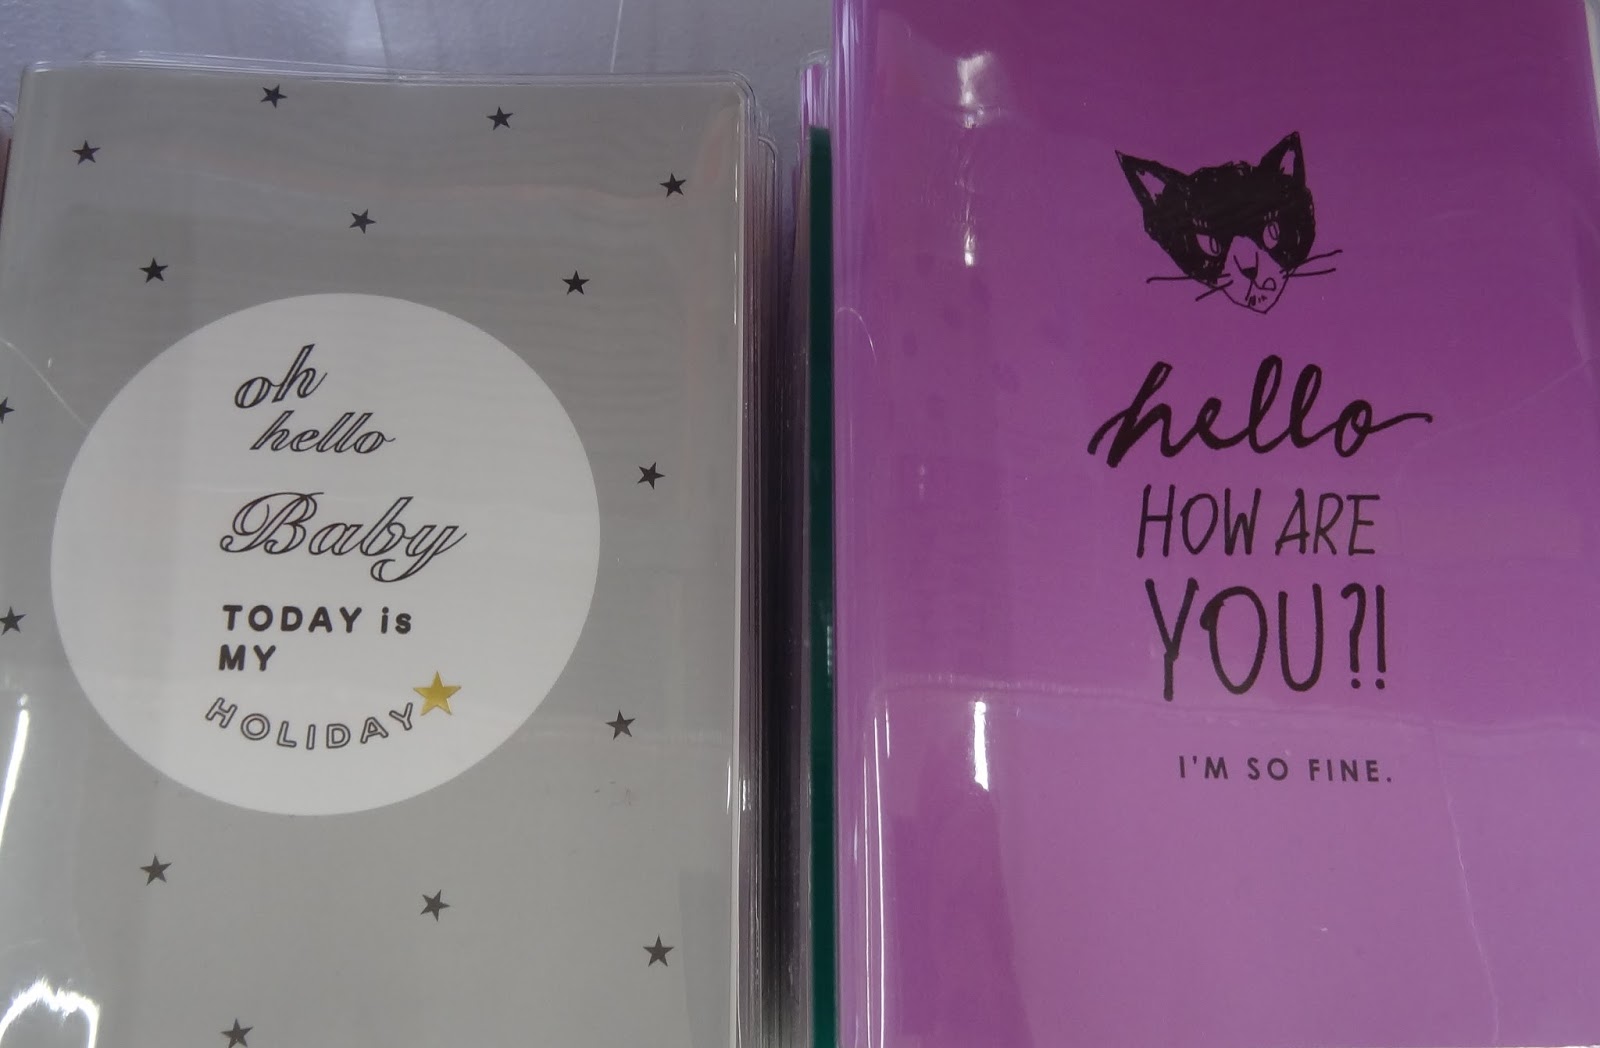 oh
hello
Baby
TODAY is
MY
HOLIDAY
hello
HOW ARE
YOU?!
I'M SO FINE.